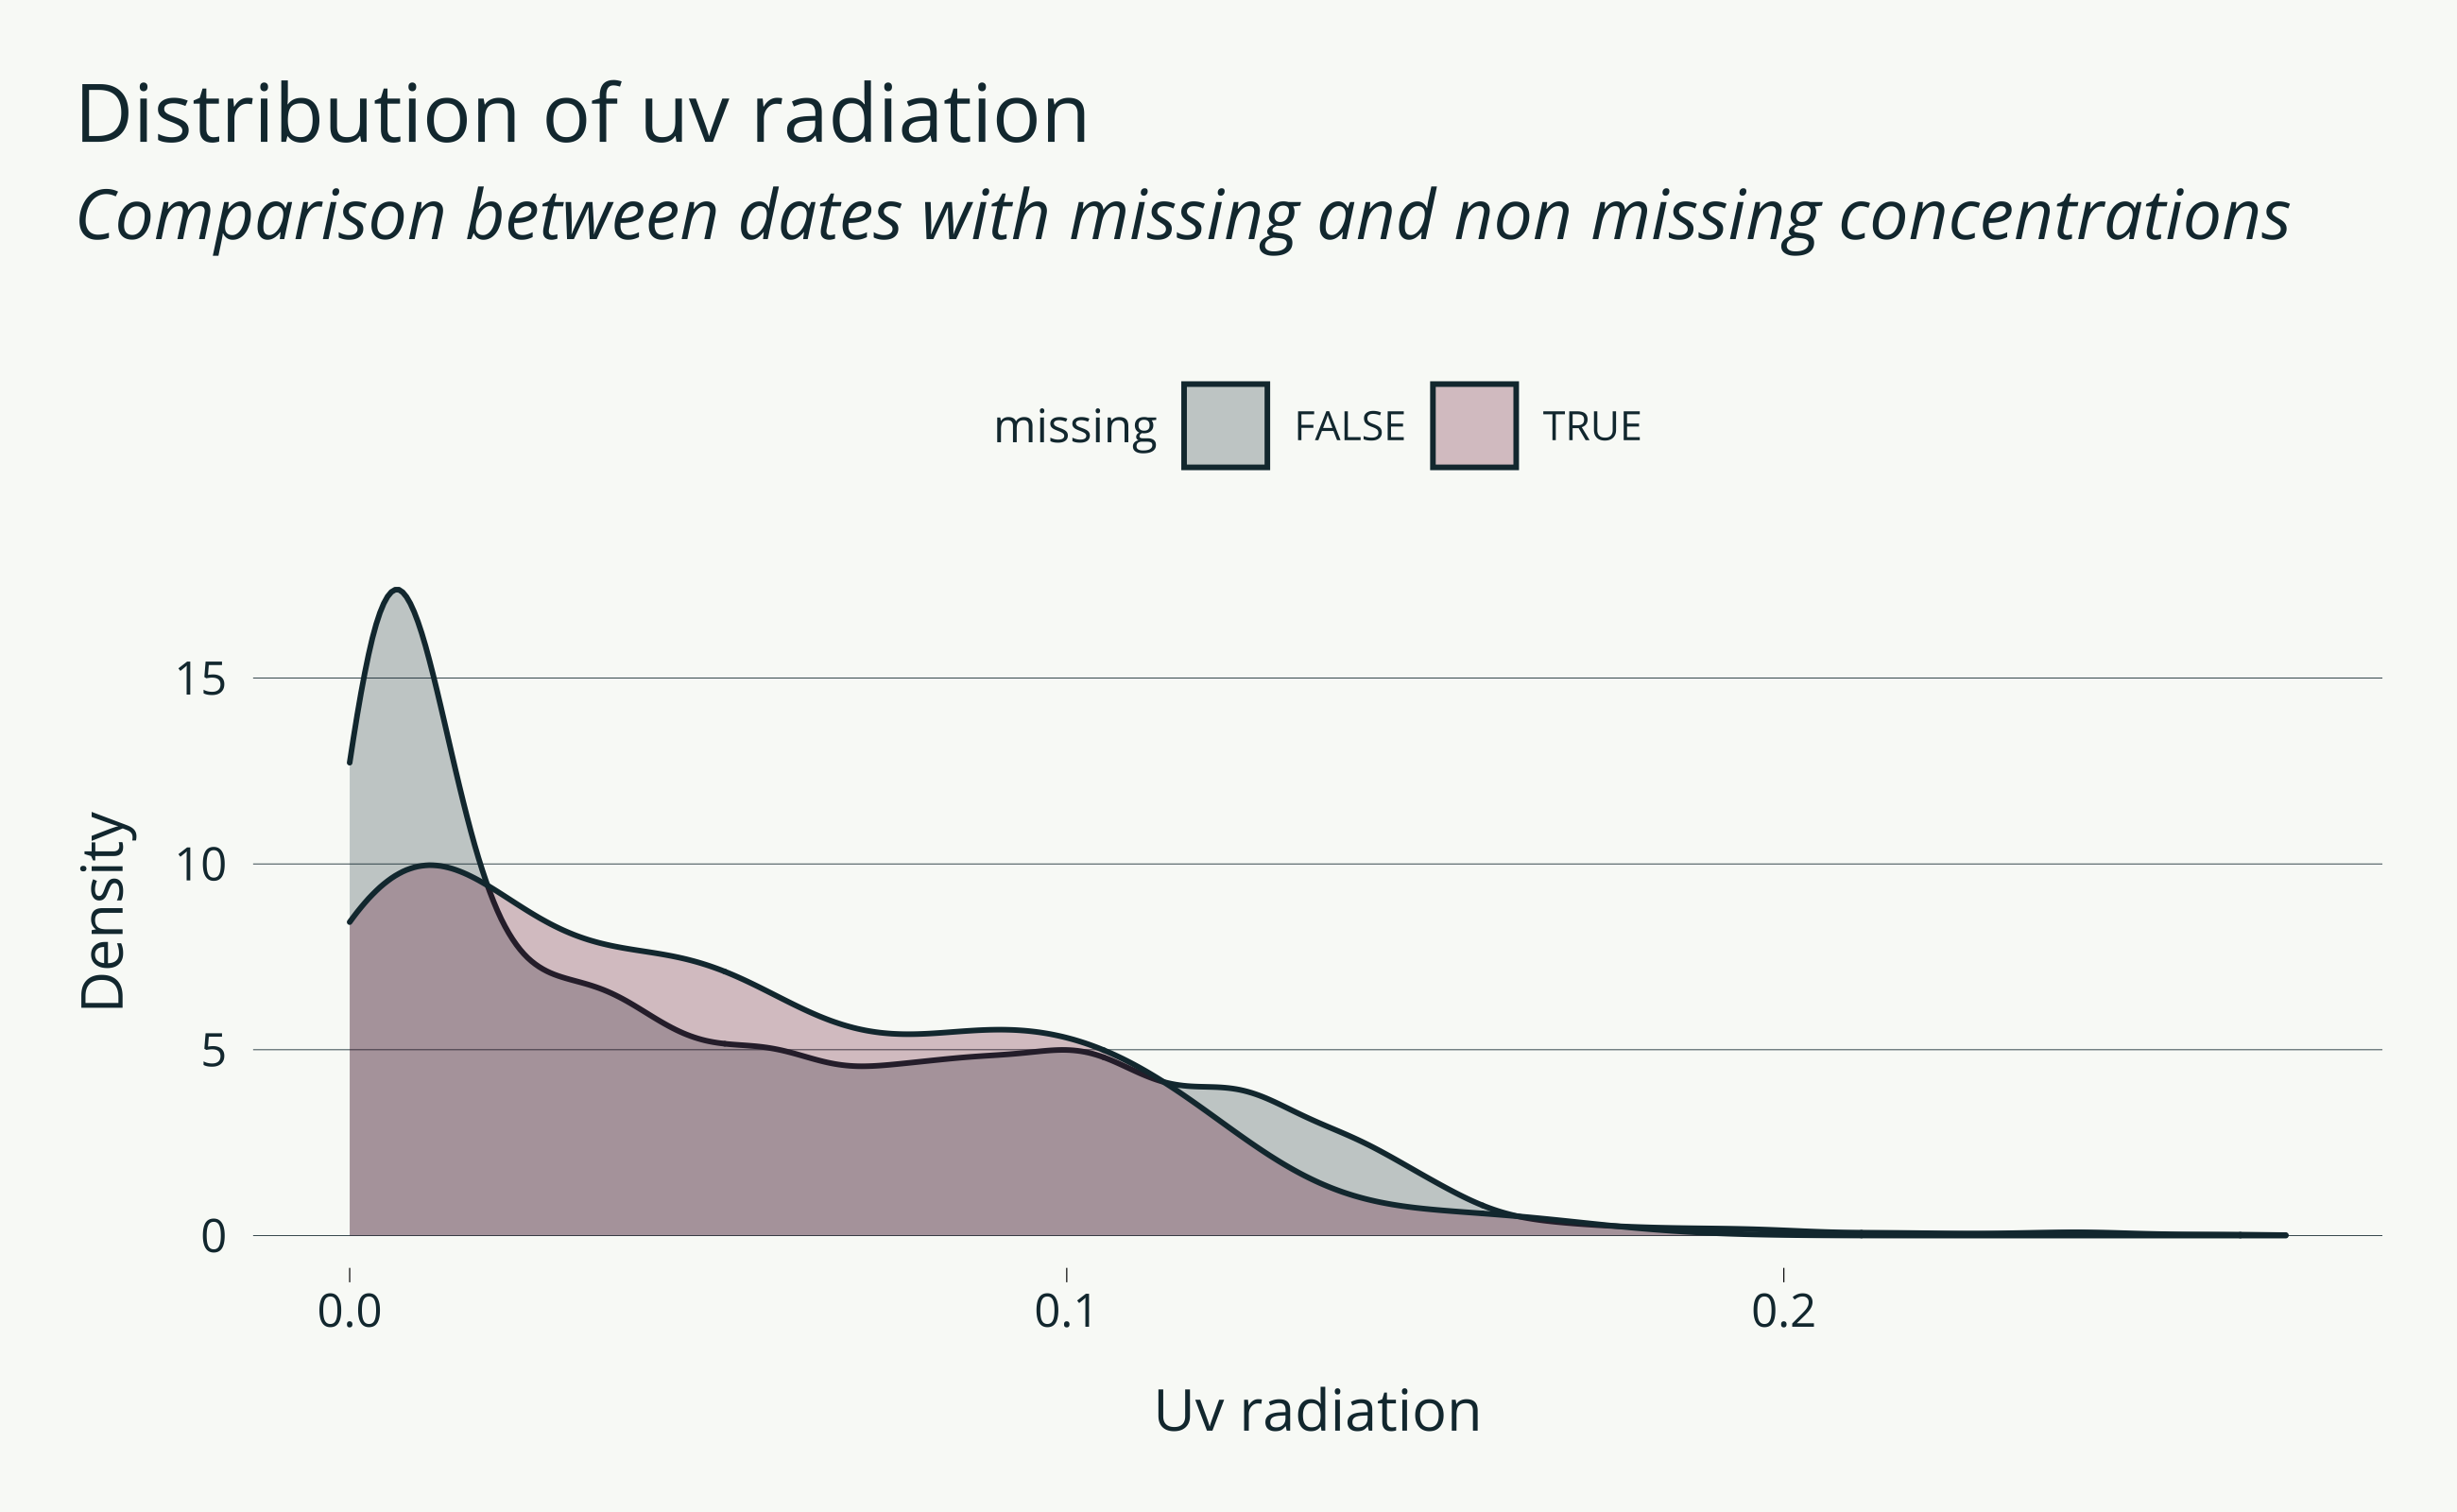 Distribution of uv radiation
Comparison between dates with missing and non missing concentrations
missing FALSE TRUE
15
10
5
0
Density
0.0 0.1 0.2
Uv radiation